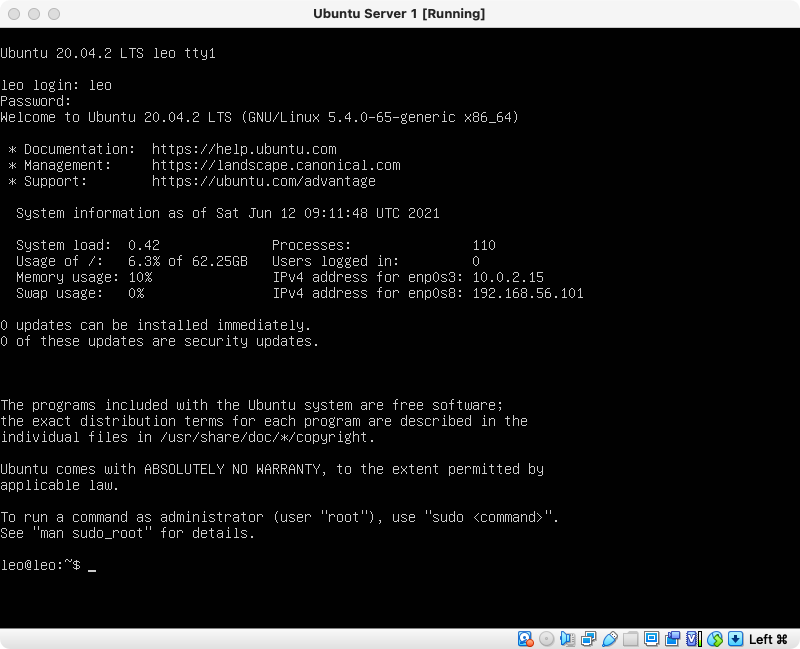 Ubuntu Server 1 [Running]
Ubuntu 20.04.2 LTS leo tty1
leo login: leo
Password:
Welcome to Ubuntu 20.04.2 LTS (GNU/Linux 5.4.0-65-generic x86_64)
* Documentation:  https://help.ubuntu.com
* Management:     https://landscape.canonical.com
* Support:        https://ubuntu.com/advantage
System information as of Sat Jun 12 09:11:48 UTC 2021
System load:  0.42              Processes:               110
Usage of /:   6.3% of 62.25GB   Users logged in:         0
Memory usage: 10%               IPv4 address for enp0s3: 10.0.2.15
Swap usage:   0%                IPv4 address for enp0s8: 192.168.56.101
0 updates can be installed immediately.
0 of these updates are security updates.
The programs included with the Ubuntu system are free software;
the exact distribution terms for each program are described in the
individual files in /usr/share/doc/*/copyright.
Ubuntu comes with ABSOLUTELY NO WARRANTY, to the extent permitted by
applicable law.
To run a command as administrator (user "root"), use "sudo <command>".
See "man sudo_root" for details.
leo@leo:~$ _
Left ⌘